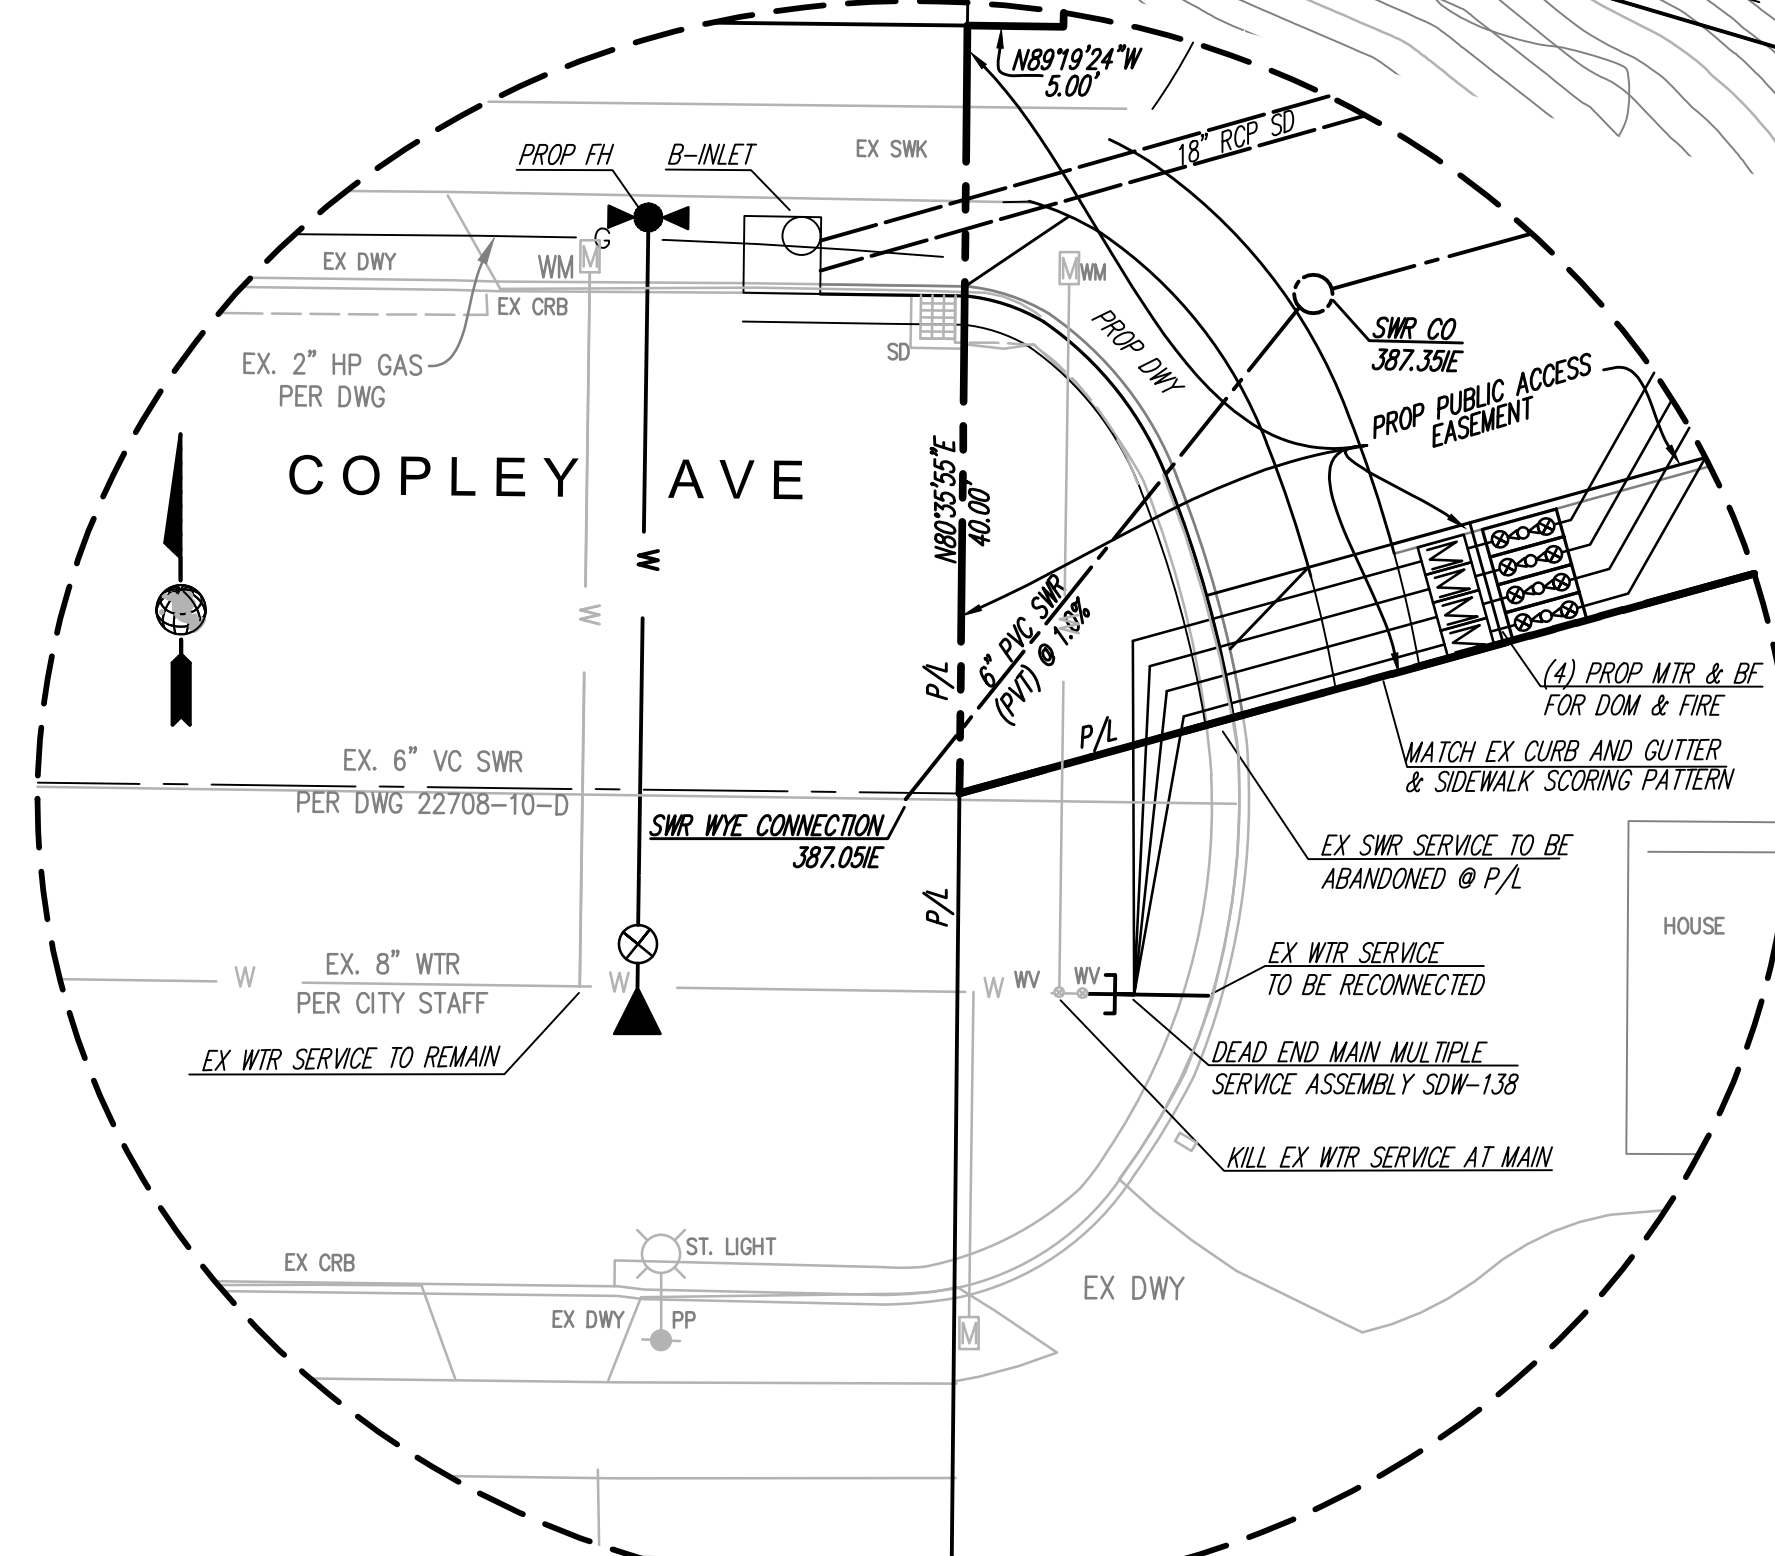 N89°19'24"W
5.00'
18" RCP SD
PROP FH
B-INLET
EX SWK
G
M
WM
EX DWY
EX CRB
M
WM
SD
PROP DWY
EX. 2" HP GAS
PER DWG
SWR CO
387.35IE
PROP PUBLIC ACCESS
EASEMENT
COPLEY AVE
N80°35'55"E
40.00'
W
W
W
6" PVC SWR
(PVT) @ 1.0%
P/L
P/L
(4) PROP MTR & BF
FOR DOM & FIRE
MATCH EX CURB AND GUTTER
& SIDEWALK SCORING PATTERN
EX. 6" VC SWR
PER DWG 22708-10-D
SWR WYE CONNECTION
387.05IE
EX SWR SERVICE TO BE
ABANDONED @ P/L
P/L
HOUSE
EX WTR SERVICE
TO BE RECONNECTED
W
EX. 8" WTR
PER CITY STAFF
W
W
WV
WV
EX WTR SERVICE TO REMAIN
DEAD END MAIN MULTIPLE
SERVICE ASSEMBLY SDW-138
KILL EX WTR SERVICE AT MAIN
EX CRB
ST. LIGHT
EX DWY
PP
M
EX DWY